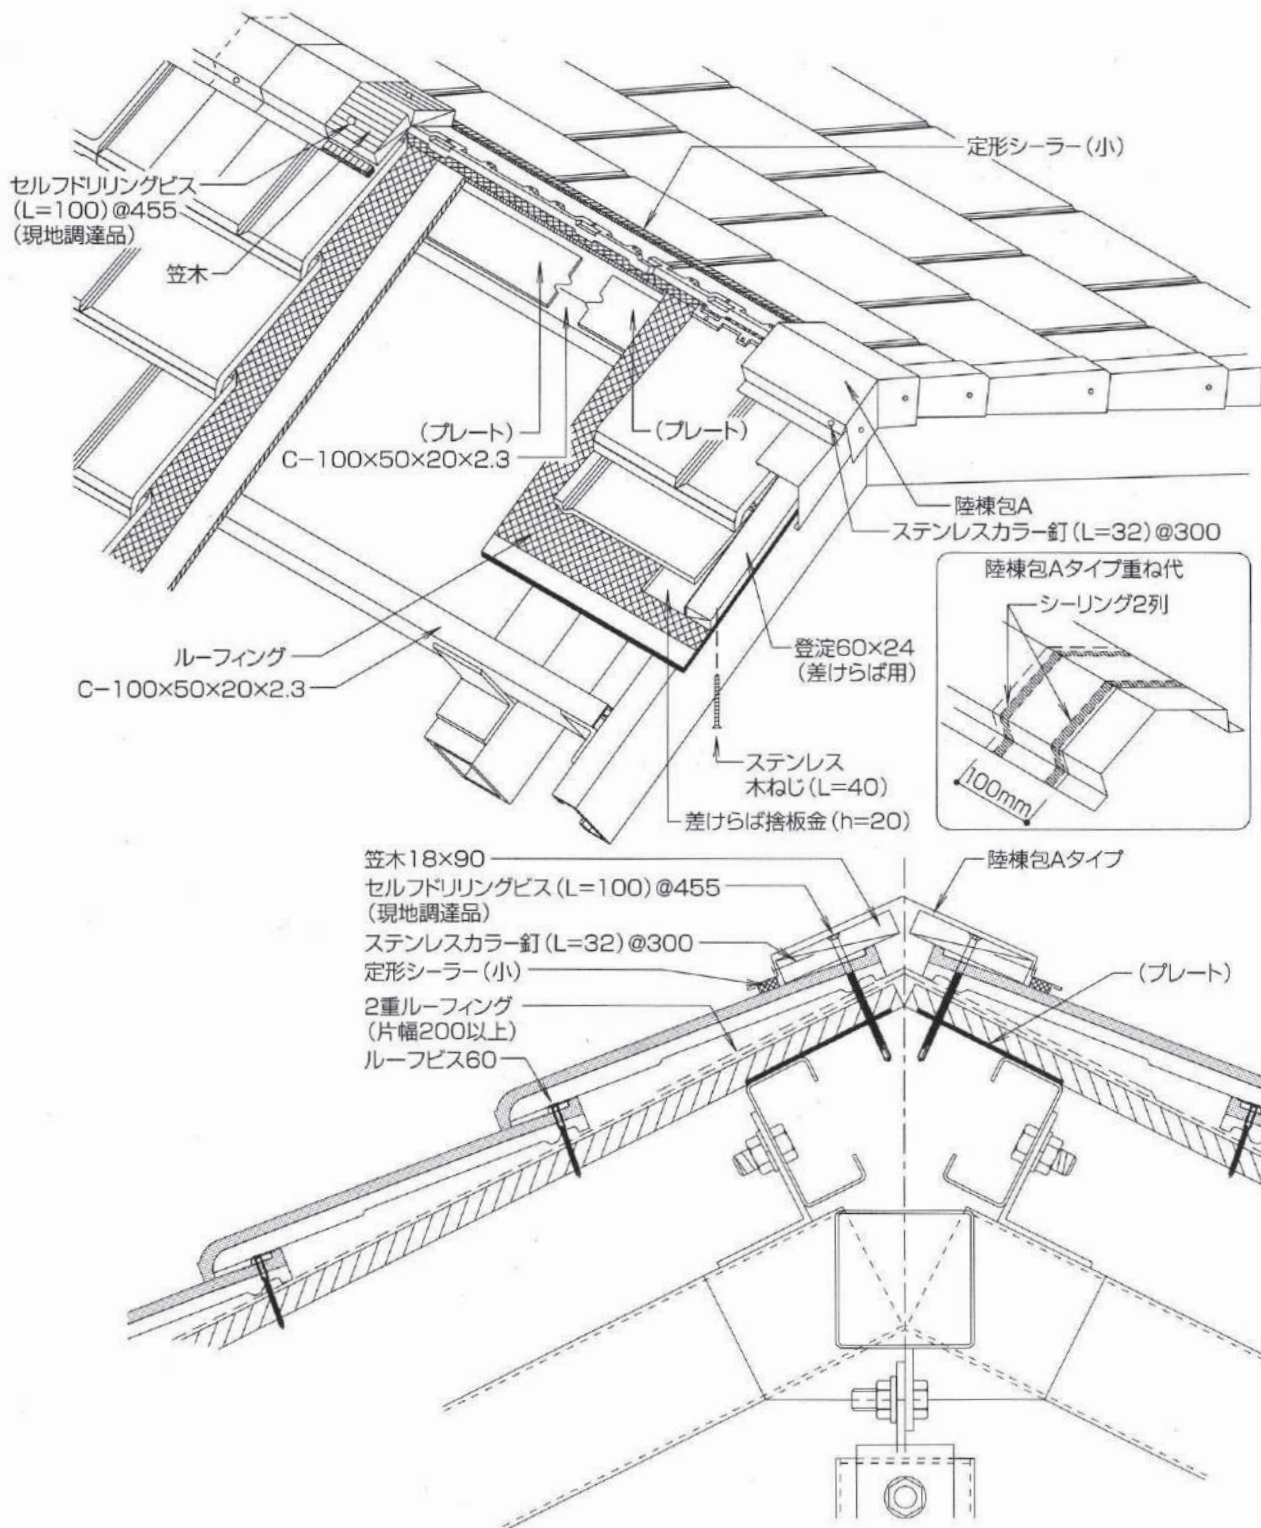 定形シーラー(小)
セルフドリリングビス
(L=100)@455
(現地調達品)
笠木
(プレート)
C-100×50×20×2.3
(プレート)
陸棟包A
ステンレスカラー釘(L=32)@300
陸棟包Aタイプ重ね代
シーリング2列
100mm
ルーフィング
C-100×50×20×2.3
登淀60×24
(差けらば用)
ステンレス
木ねじ(L=40)
差けらば捨板金(h=20)
笠木18×90
セルフドリリングビス(L=100)@455
(現地調達品)
ステンレスカラー釘(L=32)@300
定形シーラー(小)
2重ルーフィング
(片幅200以上)
ルーフビス60
陸棟包Aタイプ
(プレート)